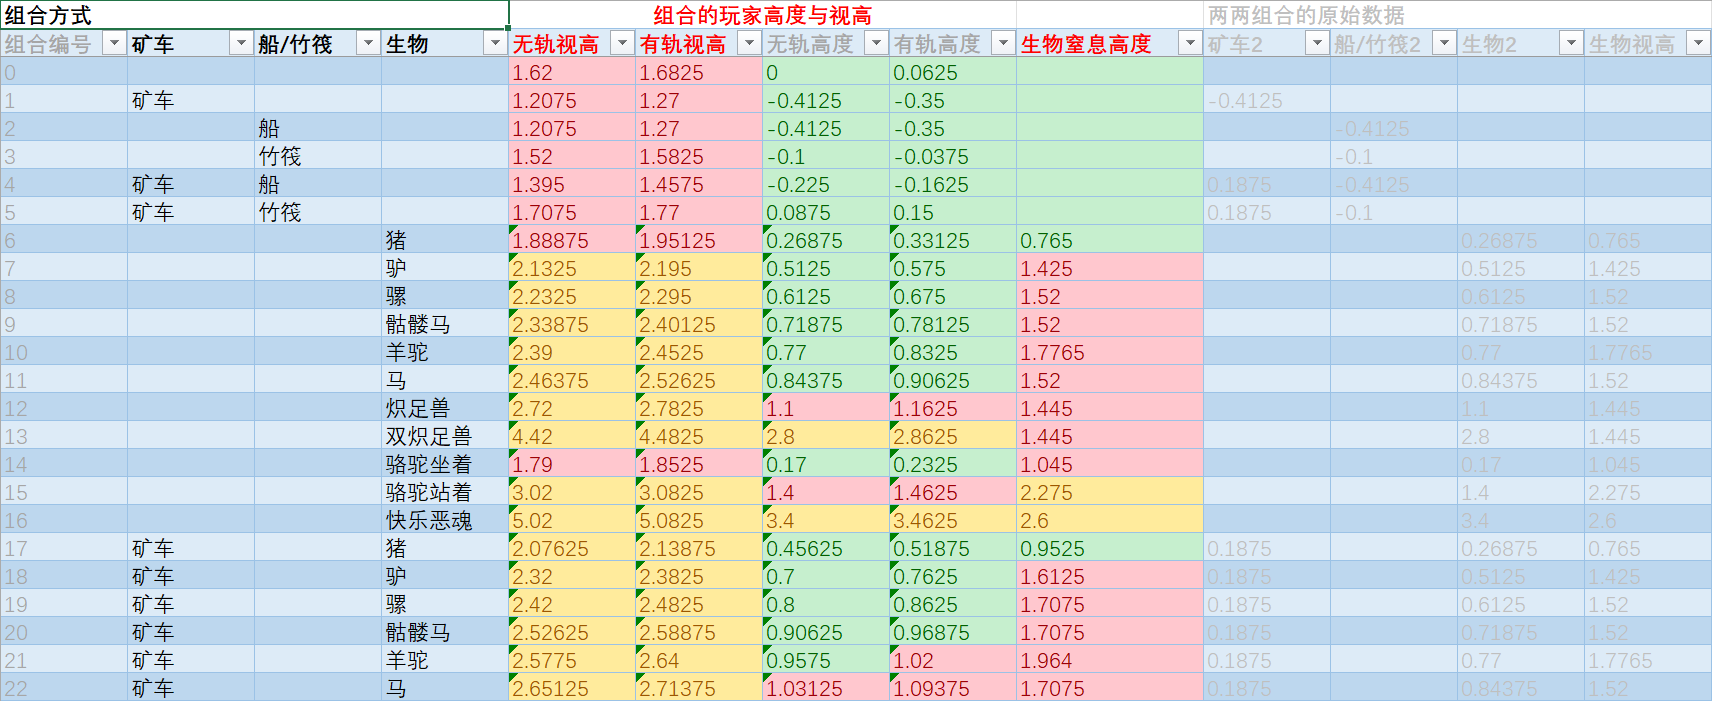 组合方式 组合的玩家高度与视高 两两组合的原始数据
组合编号 矿车 船/竹筏 生物 无轨视高 有轨视高 无轨高度 有轨高度 生物窒息高度 矿车2 船/竹筏2 生物2 生物视高
0 1.62 1.6825 0 0.0625
1 矿车 1.2075 1.27 -0.4125 -0.35 -0.4125
2 船 1.2075 1.27 -0.4125 -0.35 -0.4125
3 竹筏 1.52 1.5825 -0.1 -0.0375 -0.1
4 矿车 船 1.395 1.4575 -0.225 -0.1625 0.1875 -0.4125
5 矿车 竹筏 1.7075 1.77 0.0875 0.15 0.1875 -0.1
6 猪 1.88875 1.95125 0.26875 0.33125 0.765 0.26875 0.765
7 驴 2.1325 2.195 0.5125 0.575 1.425 0.5125 1.425
8 骡 2.2325 2.295 0.6125 0.675 1.52 0.6125 1.52
9 骷髅马 2.33875 2.40125 0.71875 0.78125 1.52 0.71875 1.52
10 羊驼 2.39 2.4525 0.77 0.8325 1.7765 0.77 1.7765
11 马 2.46375 2.52625 0.84375 0.90625 1.52 0.84375 1.52
12 炽足兽 2.72 2.7825 1.1 1.1625 1.445 1.1 1.445
13 双炽足兽 4.42 4.4825 2.8 2.8625 1.445 2.8 1.445
14 骆驼坐着 1.79 1.8525 0.17 0.2325 1.045 0.17 1.045
15 骆驼站着 3.02 3.0825 1.4 1.4625 2.275 1.4 2.275
16 快乐恶魂 5.02 5.0825 3.4 3.4625 2.6 3.4 2.6
17 矿车 猪 2.07625 2.13875 0.45625 0.51875 0.9525 0.1875 0.26875 0.765
18 矿车 驴 2.32 2.3825 0.7 0.7625 1.6125 0.1875 0.5125 1.425
19 矿车 骡 2.42 2.4825 0.8 0.8625 1.7075 0.1875 0.6125 1.52
20 矿车 骷髅马 2.52625 2.58875 0.90625 0.96875 1.7075 0.1875 0.71875 1.52
21 矿车 羊驼 2.5775 2.64 0.9575 1.02 1.964 0.1875 0.77 1.7765
22 矿车 马 2.65125 2.71375 1.03125 1.09375 1.7075 0.1875 0.84375 1.52